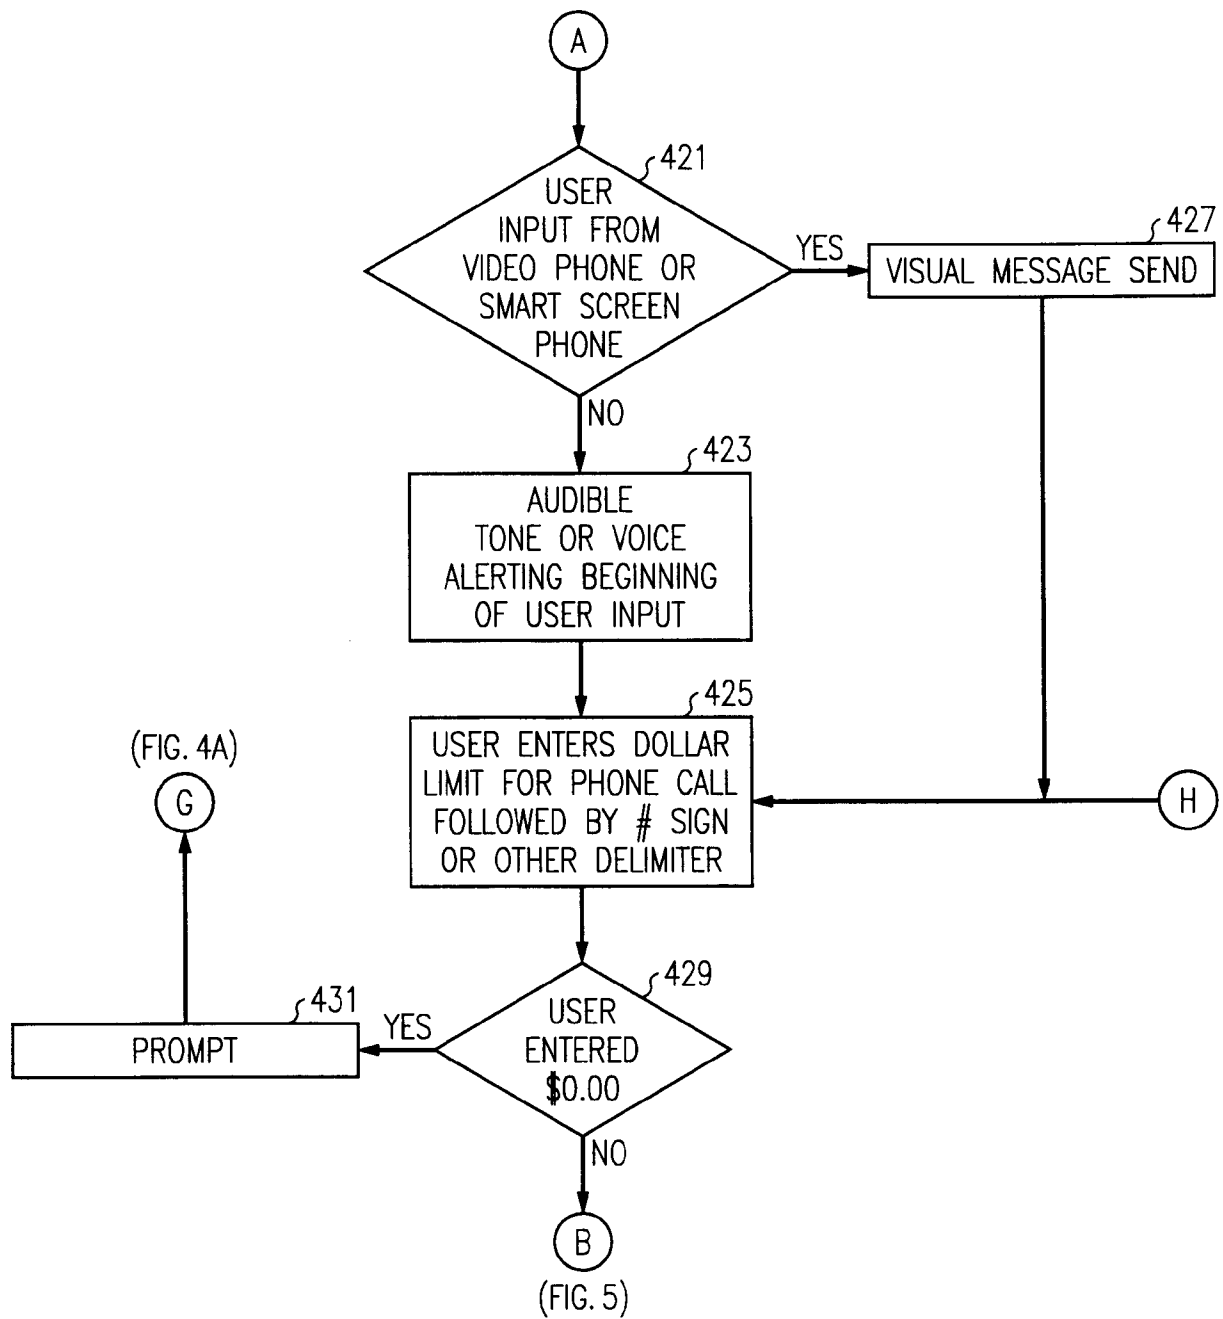 A
421
USER
INPUT FROM
VIDEO PHONE OR
SMART SCREEN
PHONE
YES
427
VISUAL MESSAGE SEND
NO
423
AUDIBLE
TONE OR VOICE
ALERTING BEGINNING
OF USER INPUT
425
USER ENTERS DOLLAR
LIMIT FOR PHONE CALL
FOLLOWED BY # SIGN
OR OTHER DELIMITER
(FIG. 4A)
G
H
429
USER
ENTERED
$0.00
YES
431
PROMPT
NO
B
(FIG. 5)